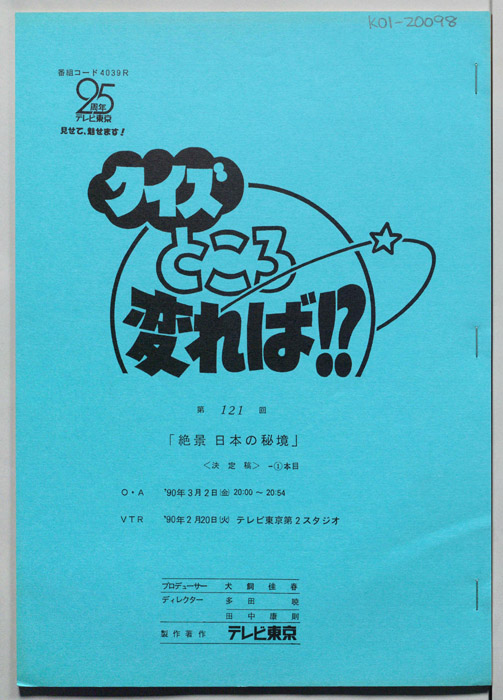 K01-20098
番組コード4039R
25
周年
テレビ東京
見せて、魅せます!
クイズ
ところ
変れば!?
第 121 回
「絶景 日本の秘境」
<決定稿> -①本目
O・A '90年3月2日(金) 20:00〜20:54
VTR '90年2月20日(火) テレビ東京第2スタジオ
プロデューサー 犬飼佳春
ディレクター 多田暁
田中康則
製作著作 テレビ東京